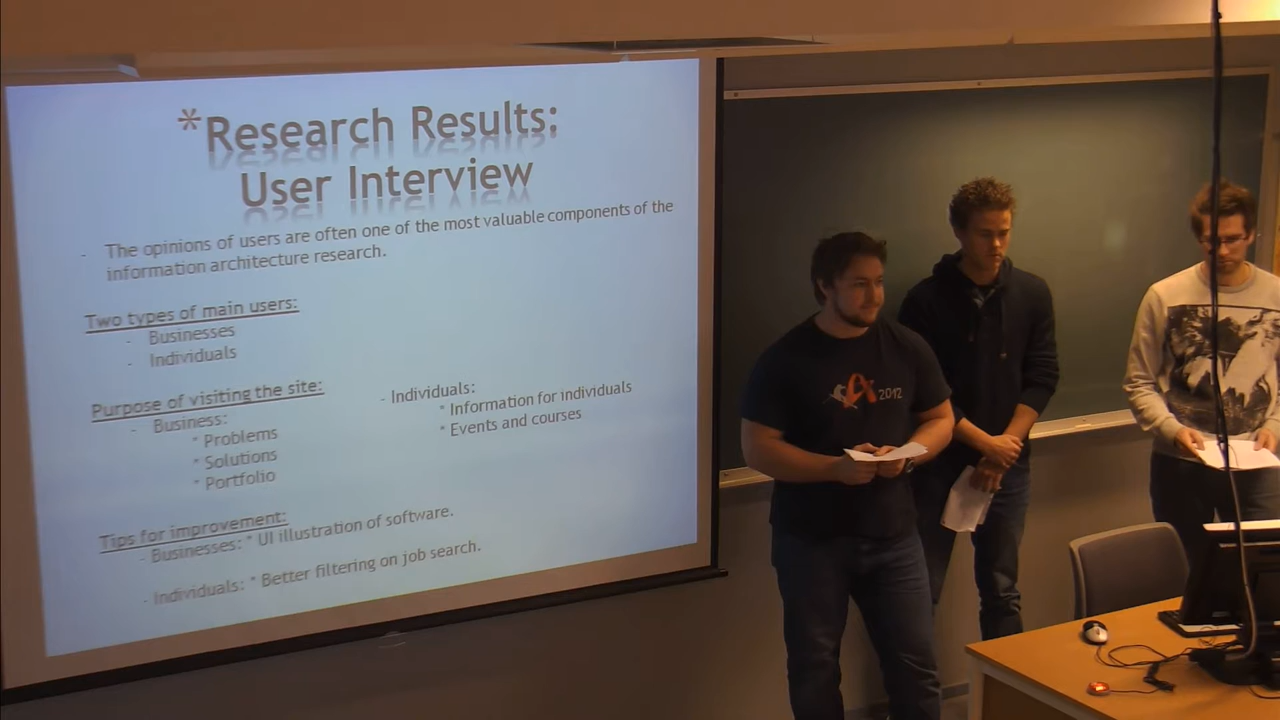 *Research Results:
User Interview
- The opinions of users are often one of the most valuable components of the
information architecture research.
Two types of main users:
- Businesses
- Individuals
Purpose of visiting the site:
- Business:
* Problems
* Solutions
* Portfolio
- Individuals:
* Information for individuals
* Events and courses
Tips for improvement:
- Businesses: * UI illustration of software.
- Individuals: * Better filtering on job search.
2012